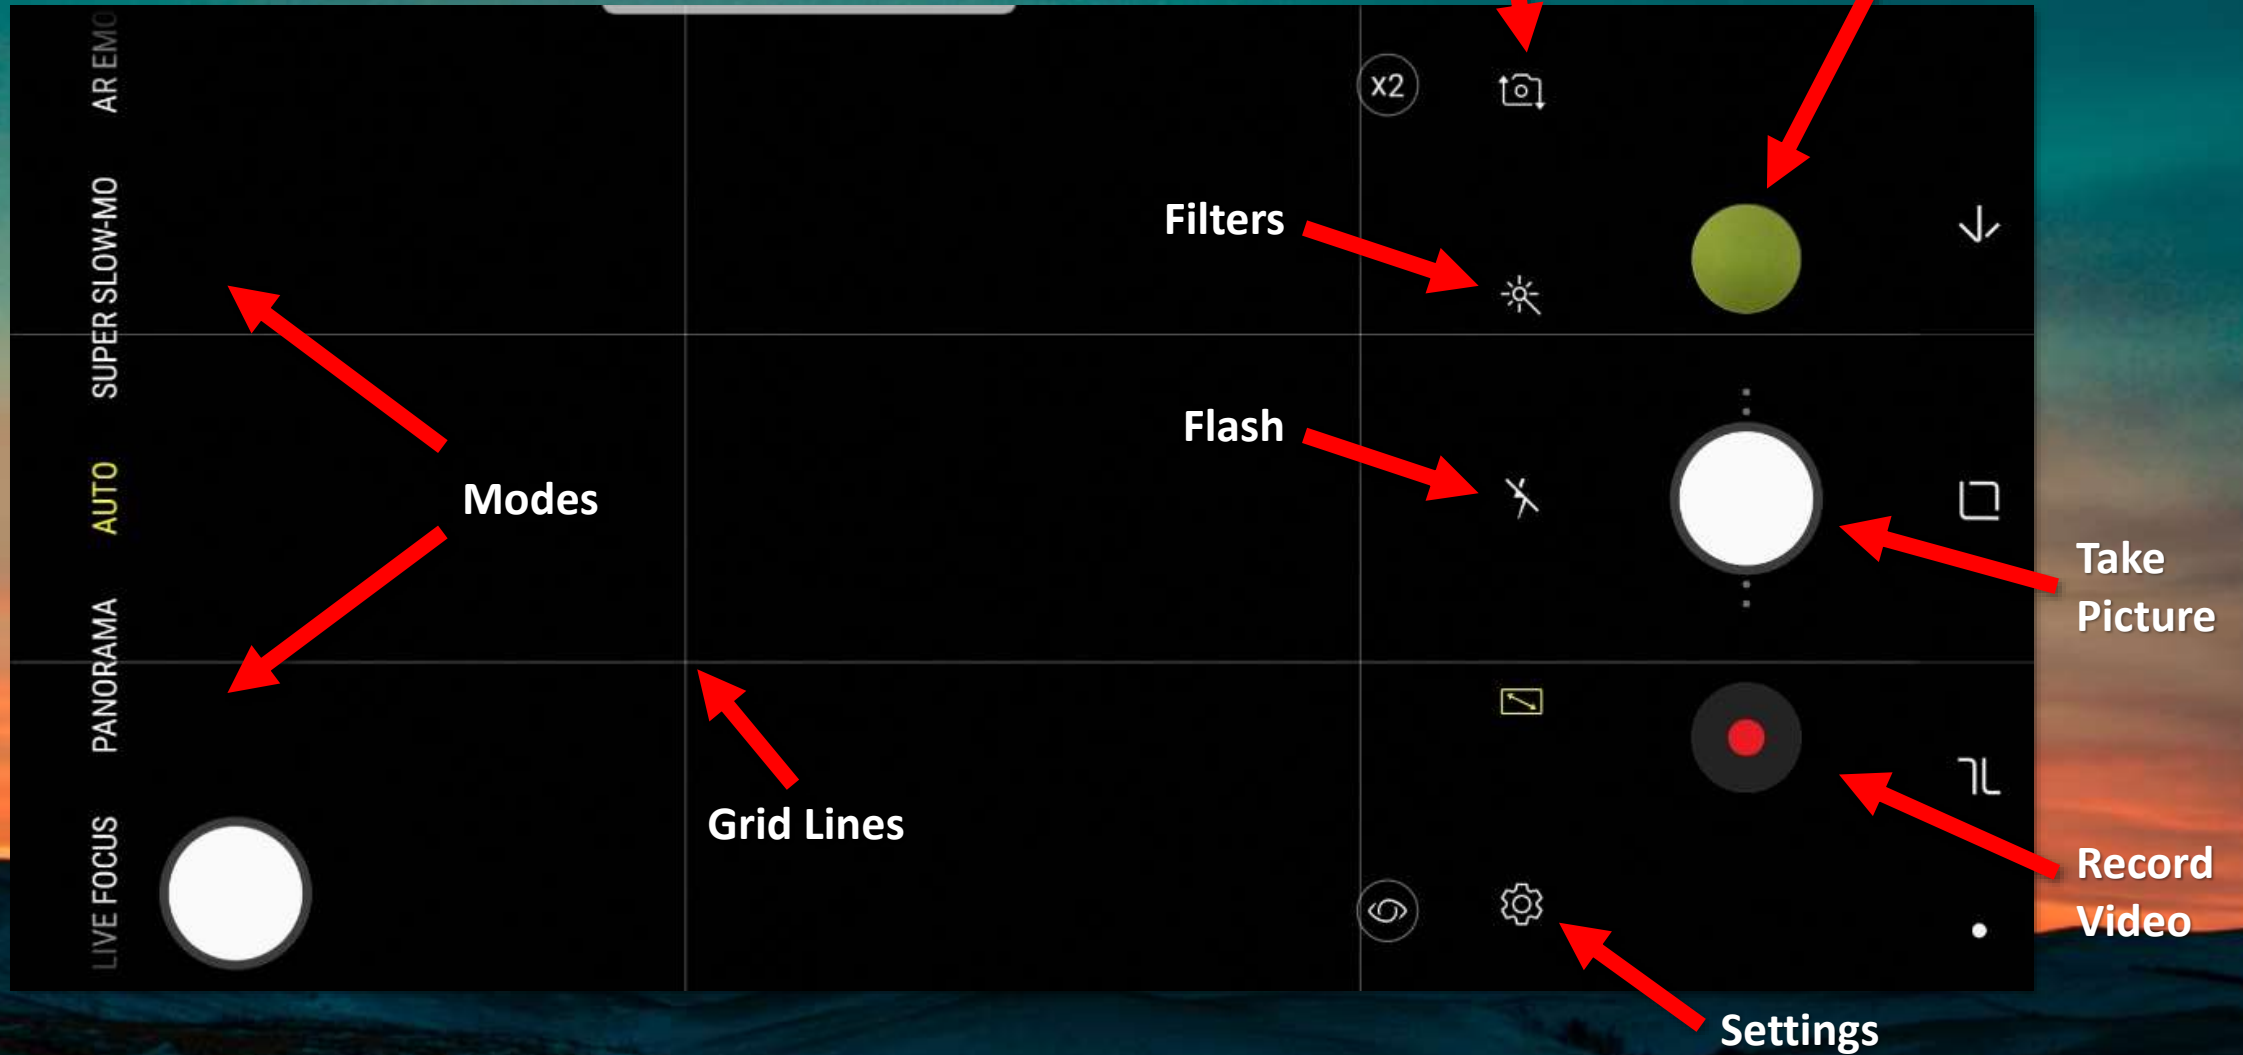 AR EMO
SUPER SLOW-MO
AUTO
PANORAMA
LIVE FOCUS
X2
Filters
Flash
Modes
Grid Lines
Take
Picture
Record
Video
Settings